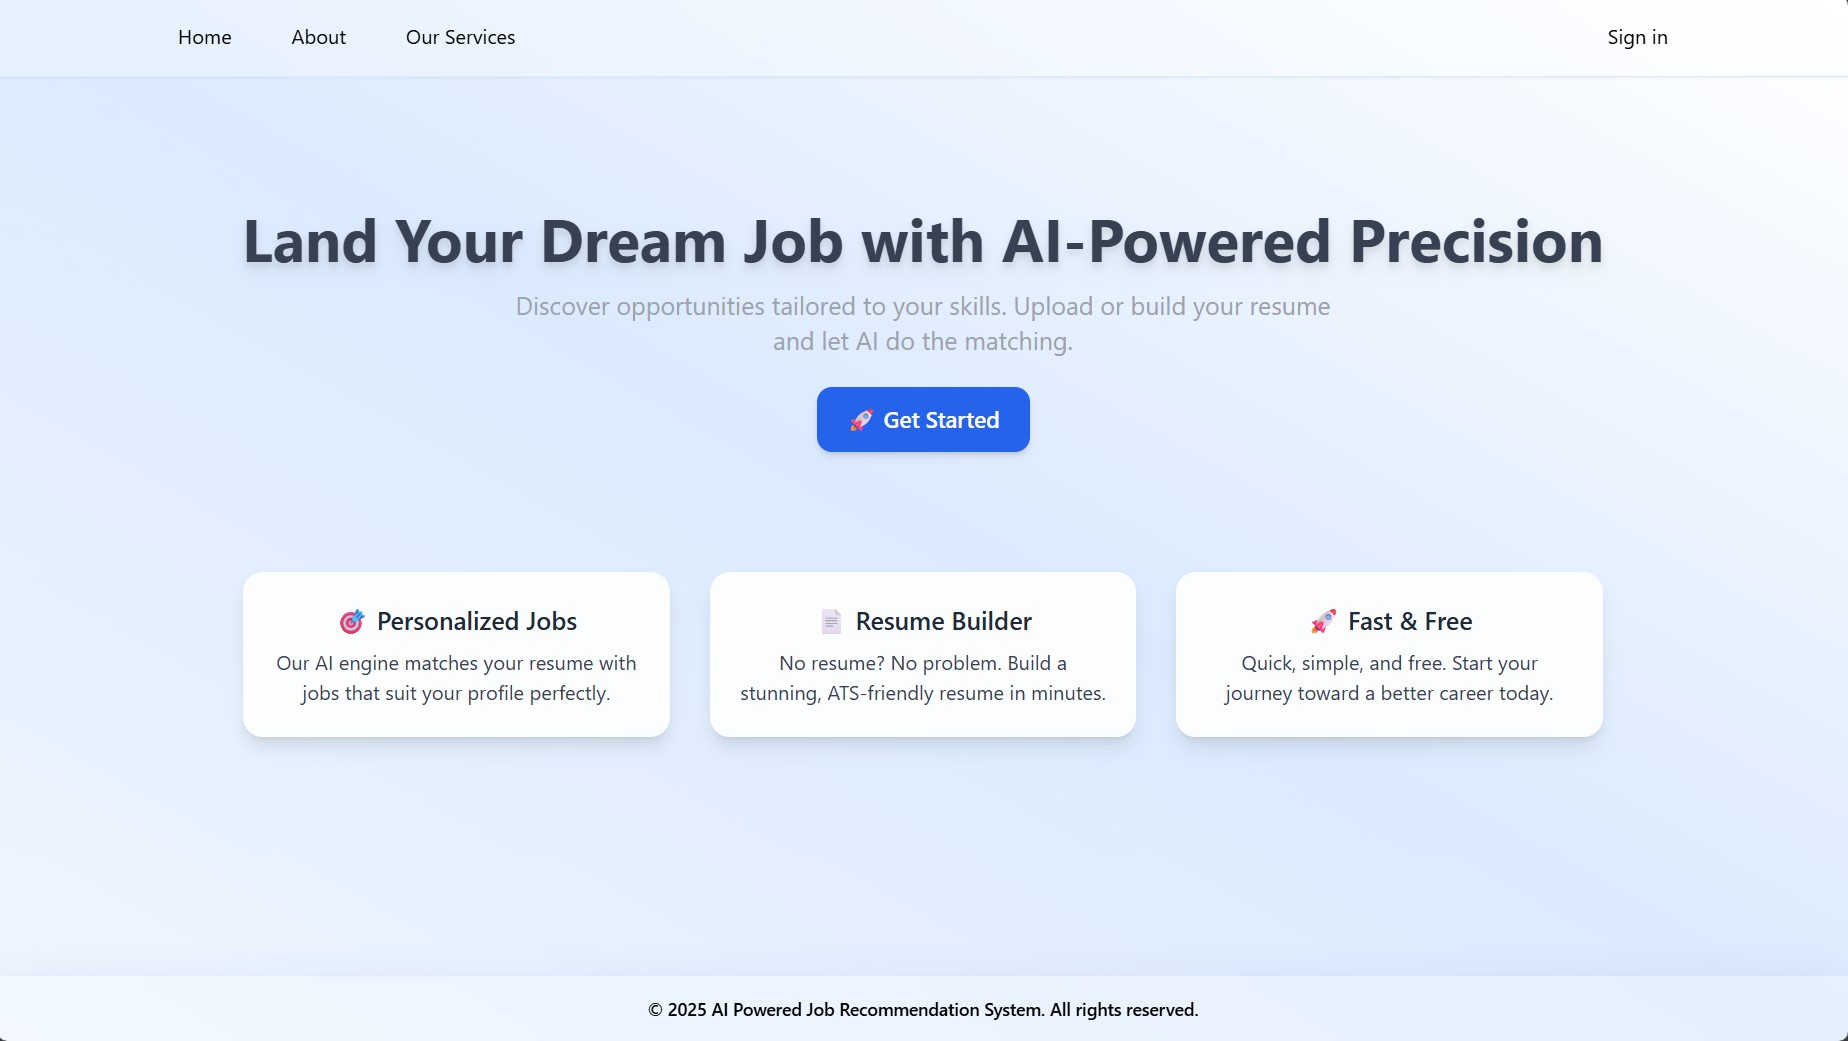 Home About Our Services Sign in
Land Your Dream Job with AI-Powered Precision
Discover opportunities tailored to your skills. Upload or build your resume
and let AI do the matching.
🚀 Get Started
🎯 Personalized Jobs
Our AI engine matches your resume with
jobs that suit your profile perfectly.
📄 Resume Builder
No resume? No problem. Build a
stunning, ATS-friendly resume in minutes.
🚀 Fast & Free
Quick, simple, and free. Start your
journey toward a better career today.
© 2025 AI Powered Job Recommendation System. All rights reserved.